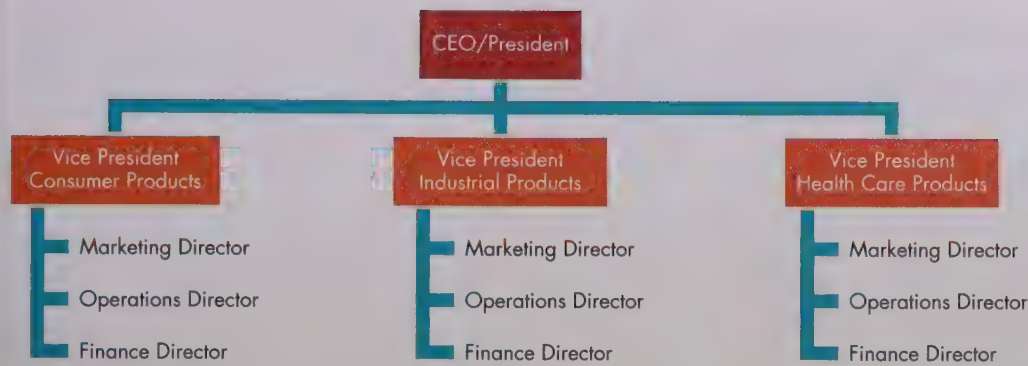 CEO/President
Vice President
Consumer Products
Marketing Director
Operations Director
Finance Director
Vice President
Industrial Products
Marketing Director
Operations Director
Finance Director
Vice President
Health Care Products
Marketing Director
Operations Director
Finance Director